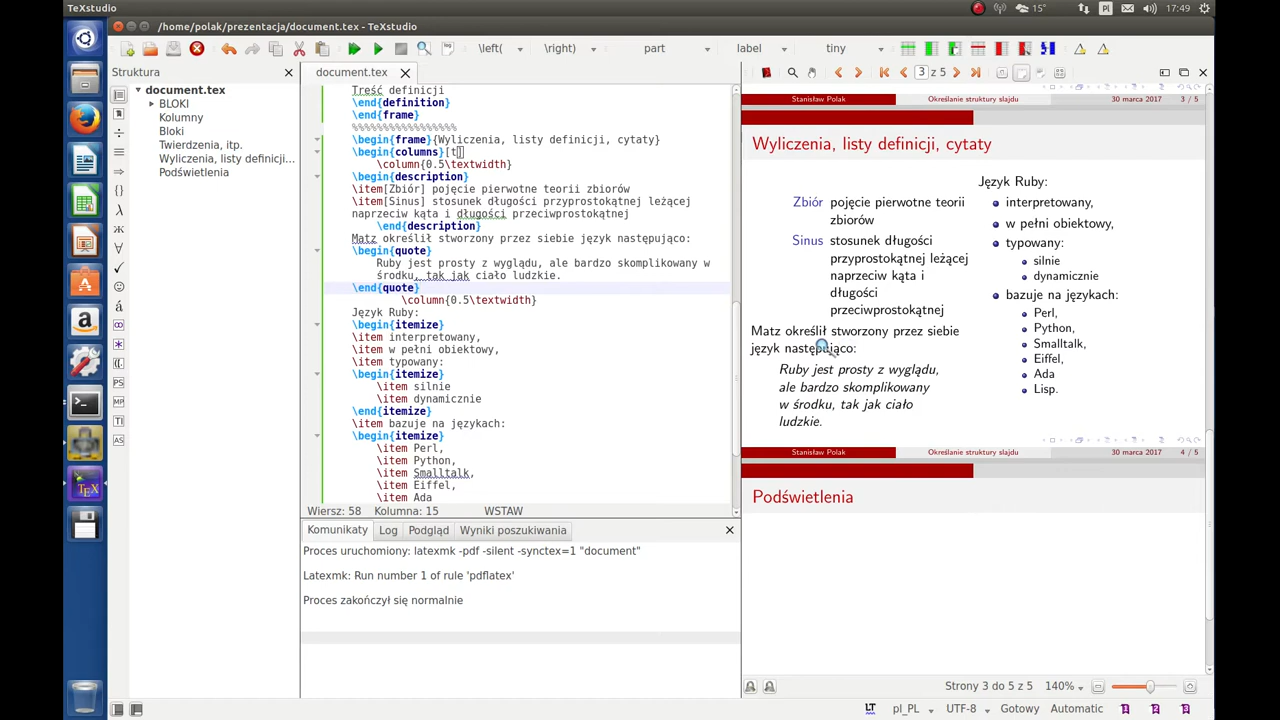 TeXstudio
15°
Pl
17:49
/home/polak/prezentacja/document.tex - TeXstudio
\left(
\right)
part
label
tiny
Struktura
document.tex
BLOKI
Kolumny
Bloki
Twierdzenia, itp.
Wyliczenia, listy definicji...
Podświetlenia
PS
MP
TI
AS
document.tex
Treść definicji
\end{definition}
\end{frame}
%%%%%%%%%%%%%%%%%
\begin{frame}{Wyliczenia, listy definicji, cytaty}
\begin{columns}[t]
\column{0.5\textwidth}
\begin{description}
\item[Zbiór] pojęcie pierwotne teorii zbiorów
\item[Sinus] stosunek długości przyprostokątnej leżącej
naprzeciw kąta i długości przeciwprostokątnej
\end{description}
Matz określił stworzony przez siebie język następująco:
\begin{quote}
Ruby jest prosty z wyglądu, ale bardzo skomplikowany w
środku, tak jak ciało ludzkie.
\end{quote}
\column{0.5\textwidth}
Język Ruby:
\begin{itemize}
\item interpretowany,
\item w pełni obiektowy,
\item typowany:
\begin{itemize}
\item silnie
\item dynamicznie
\end{itemize}
\item bazuje na językach:
\begin{itemize}
\item Perl,
\item Python,
\item Smalltalk,
\item Eiffel,
\item Ada
Wiersz: 58
Kolumna: 15
WSTAW
Komunikaty
Log
Podgląd
Wyniki poszukiwania
Proces uruchomiony: latexmk -pdf -silent -synctex=1 "document"
Latexmk: Run number 1 of rule 'pdflatex'
Proces zakończył się normalnie
3 z 5
Stanisław Polak
Określanie struktury slajdu
30 marca 2017
3 / 5
Wyliczenia, listy definicji, cytaty
Zbiór pojęcie pierwotne teorii
zbiorów
Sinus stosunek długości
przyprostokątnej leżącej
naprzeciw kąta i
długości
przeciwprostokątnej
Matz określił stworzony przez siebie
język następująco:
Ruby jest prosty z wyglądu,
ale bardzo skomplikowany
w środku, tak jak ciało
ludzkie.
Język Ruby:
interpretowany,
w pełni obiektowy,
typowany:
silnie
dynamicznie
bazuje na językach:
Perl,
Python,
Smalltalk,
Eiffel,
Ada
Lisp.
Stanisław Polak
Określanie struktury slajdu
30 marca 2017
4 / 5
Podświetlenia
Strony 3 do 5 z 5
140%
LT
pl_PL
UTF-8
Gotowy
Automatic